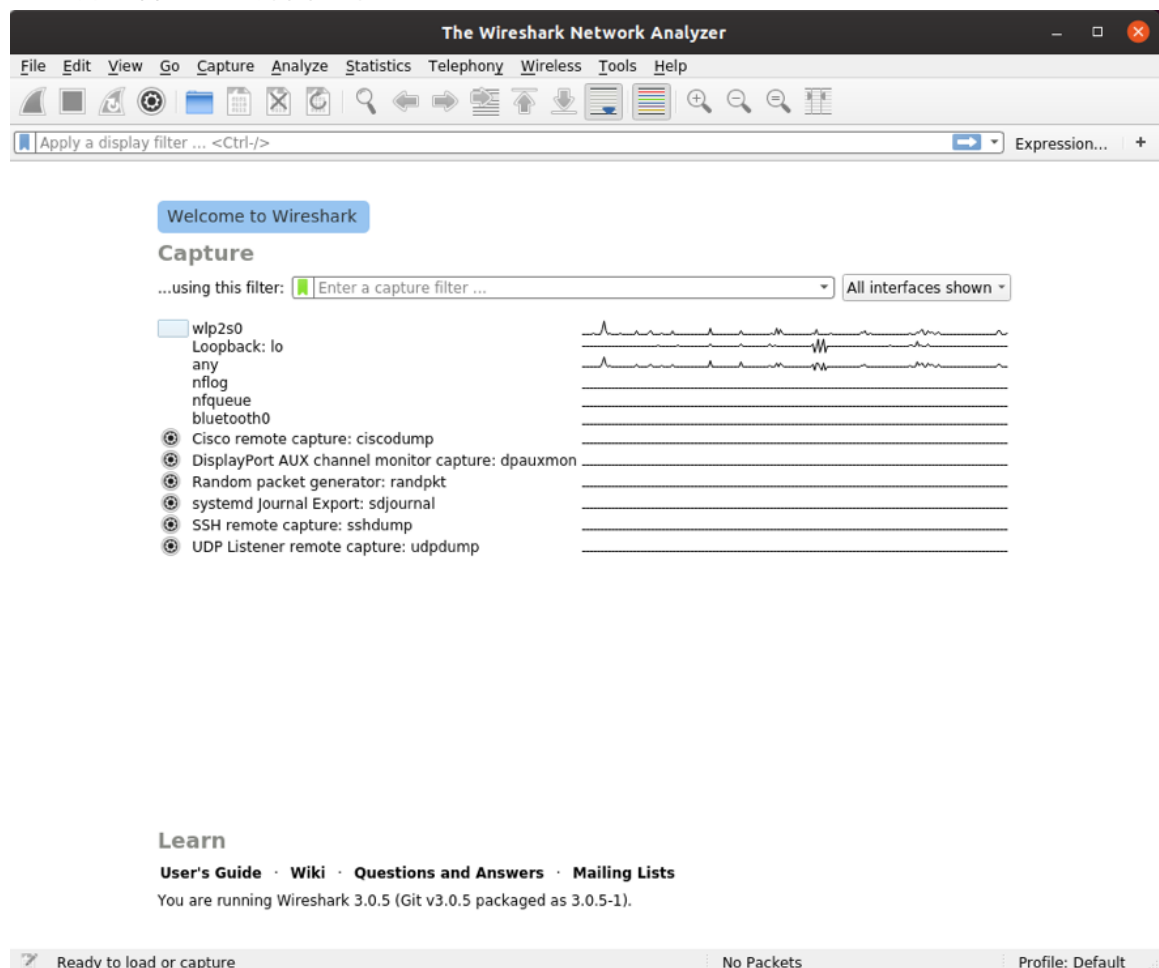 The Wireshark Network Analyzer
File Edit View Go Capture Analyze Statistics Telephony Wireless Tools Help
Apply a display filter ... <Ctrl-/> Expression... +
Welcome to Wireshark
Capture
...using this filter: Enter a capture filter ... All interfaces shown
wlp2s0
Loopback: lo
any
nflog
nfqueue
bluetooth0
Cisco remote capture: ciscodump
DisplayPort AUX channel monitor capture: dpauxmon
Random packet generator: randpkt
systemd Journal Export: sdjournal
SSH remote capture: sshdump
UDP Listener remote capture: udpdump
Learn
User's Guide · Wiki · Questions and Answers · Mailing Lists
You are running Wireshark 3.0.5 (Git v3.0.5 packaged as 3.0.5-1).
Ready to load or capture No Packets Profile: Default